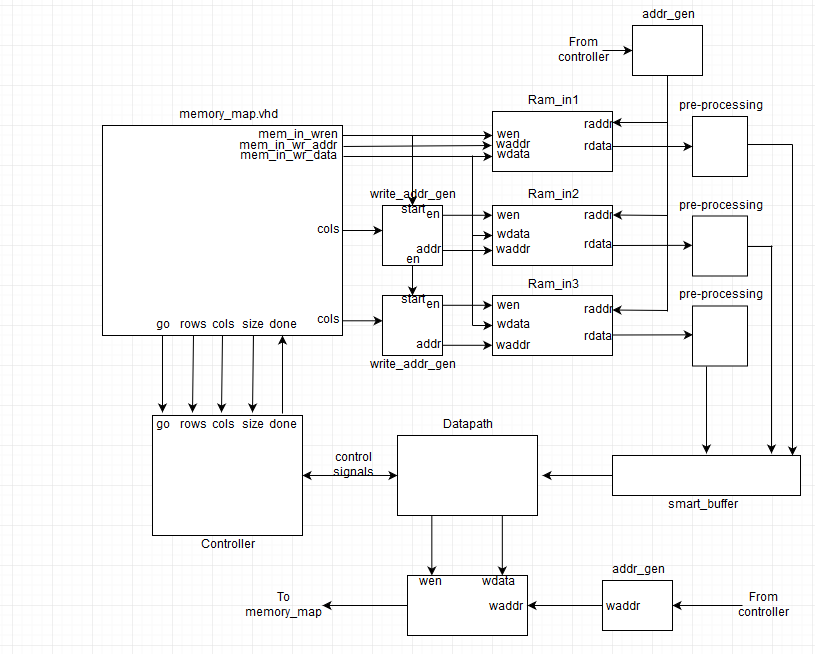 addr_gen
From
controller
Ram_in1
pre-processing
memory_map.vhd
mem_in_wren
mem_in_wr_addr
mem_in_wr_data
wen
waddr
wdata
raddr
rdata
write_addr_gen
start
en
addr
en
cols
Ram_in2
wen
wdata
waddr
raddr
rdata
pre-processing
Ram_in3
wen
wdata
waddr
raddr
rdata
pre-processing
cols
start
en
addr
write_addr_gen
go rows cols size done
go rows cols size done
Controller
control
signals
Datapath
smart_buffer
wen
wdata
waddr
To
memory_map
addr_gen
waddr
From
controller